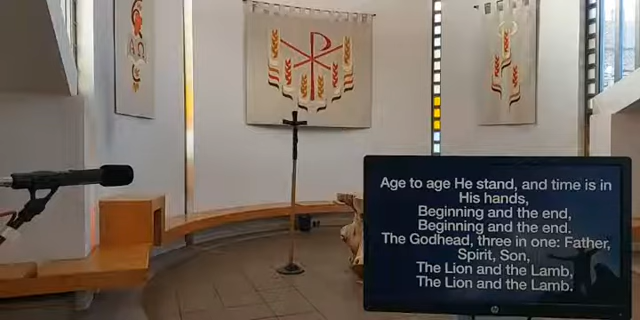 Α Ω
Age to age He stand, and time is in
His hands,
Beginning and the end,
Beginning and the end.
The Godhead, three in one: Father,
Spirit, Son,
The Lion and the Lamb,
The Lion and the Lamb.
hp